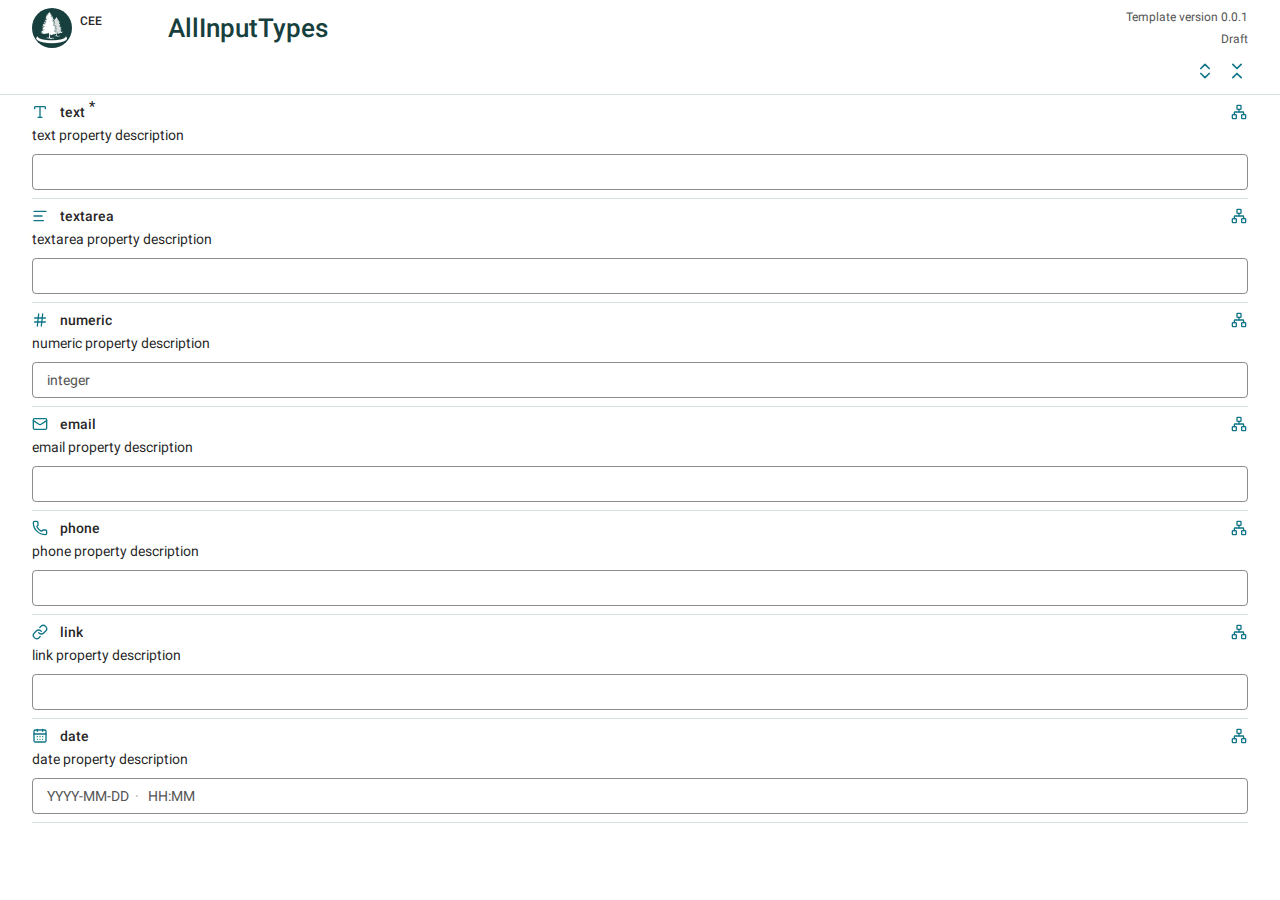 CEE
AllInputTypes
Template version 0.0.1
Draft
text *
text property description
textarea
textarea property description
numeric
numeric property description
integer
email
email property description
phone
phone property description
link
link property description
date
date property description
YYYY-MM-DD · HH:MM